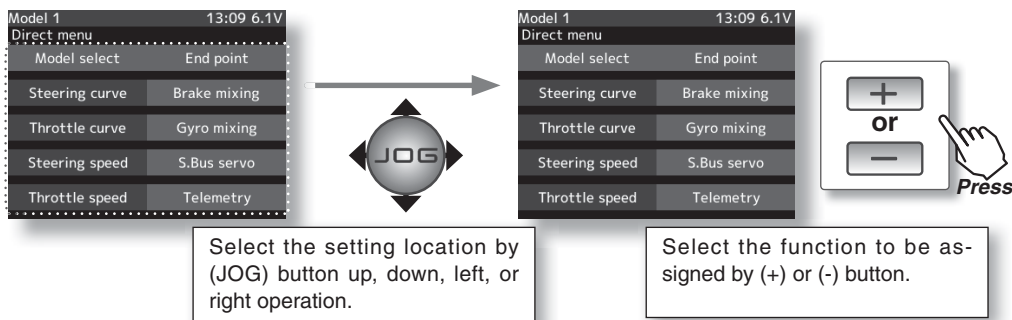 Model 1 13:09 6.1V
Direct menu
Model select End point
Steering curve Brake mixing
Throttle curve Gyro mixing
Steering speed S.Bus servo
Throttle speed Telemetry
JOG
Select the setting location by
(JOG) button up, down, left, or
right operation.
Model 1 13:09 6.1V
Direct menu
Model select End point
Steering curve Brake mixing
Throttle curve Gyro mixing
Steering speed S.Bus servo
Throttle speed Telemetry
+
or
-
Press
Select the function to be as-
signed by (+) or (-) button.